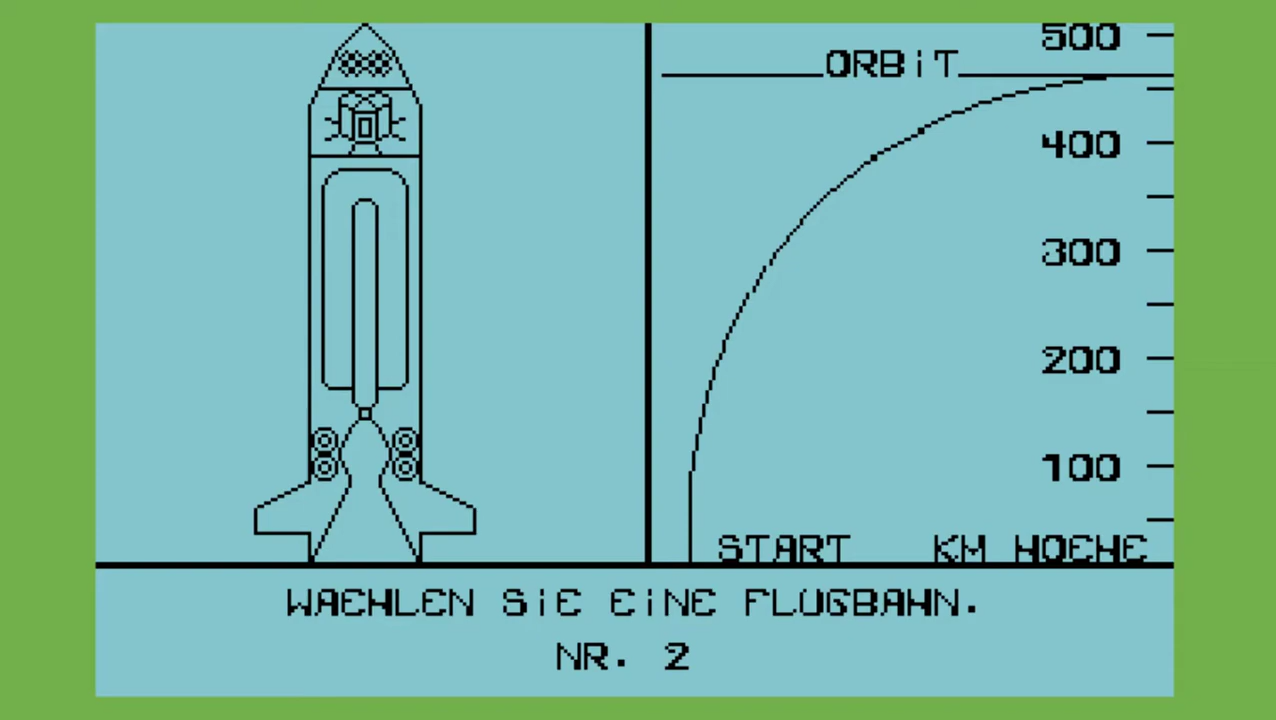 500
ORBiT
400
300
200
100
START KM HOEHE
WAEHLEN SiE EiNE FLUGBAHN.
NR. 2